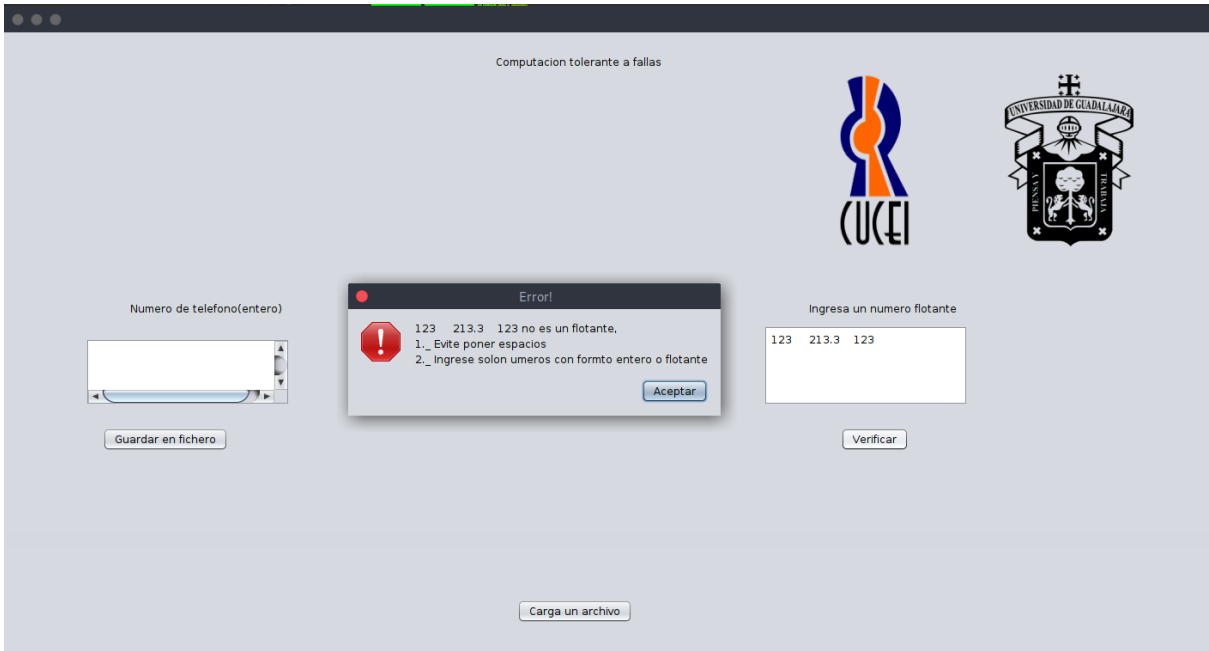 Computacion tolerante a fallas
CUCEI
UNIVERSIDAD DE GUADALAJARA
PIENSA Y
TRABAJA
Numero de telefono(entero)
Guardar en fichero
Error!
123 213.3 123 no es un flotante,
1._ Evite poner espacios
2._ Ingrese solon umeros con formto entero o flotante
Aceptar
Ingresa un numero flotante
123 213.3 123
Verificar
Carga un archivo